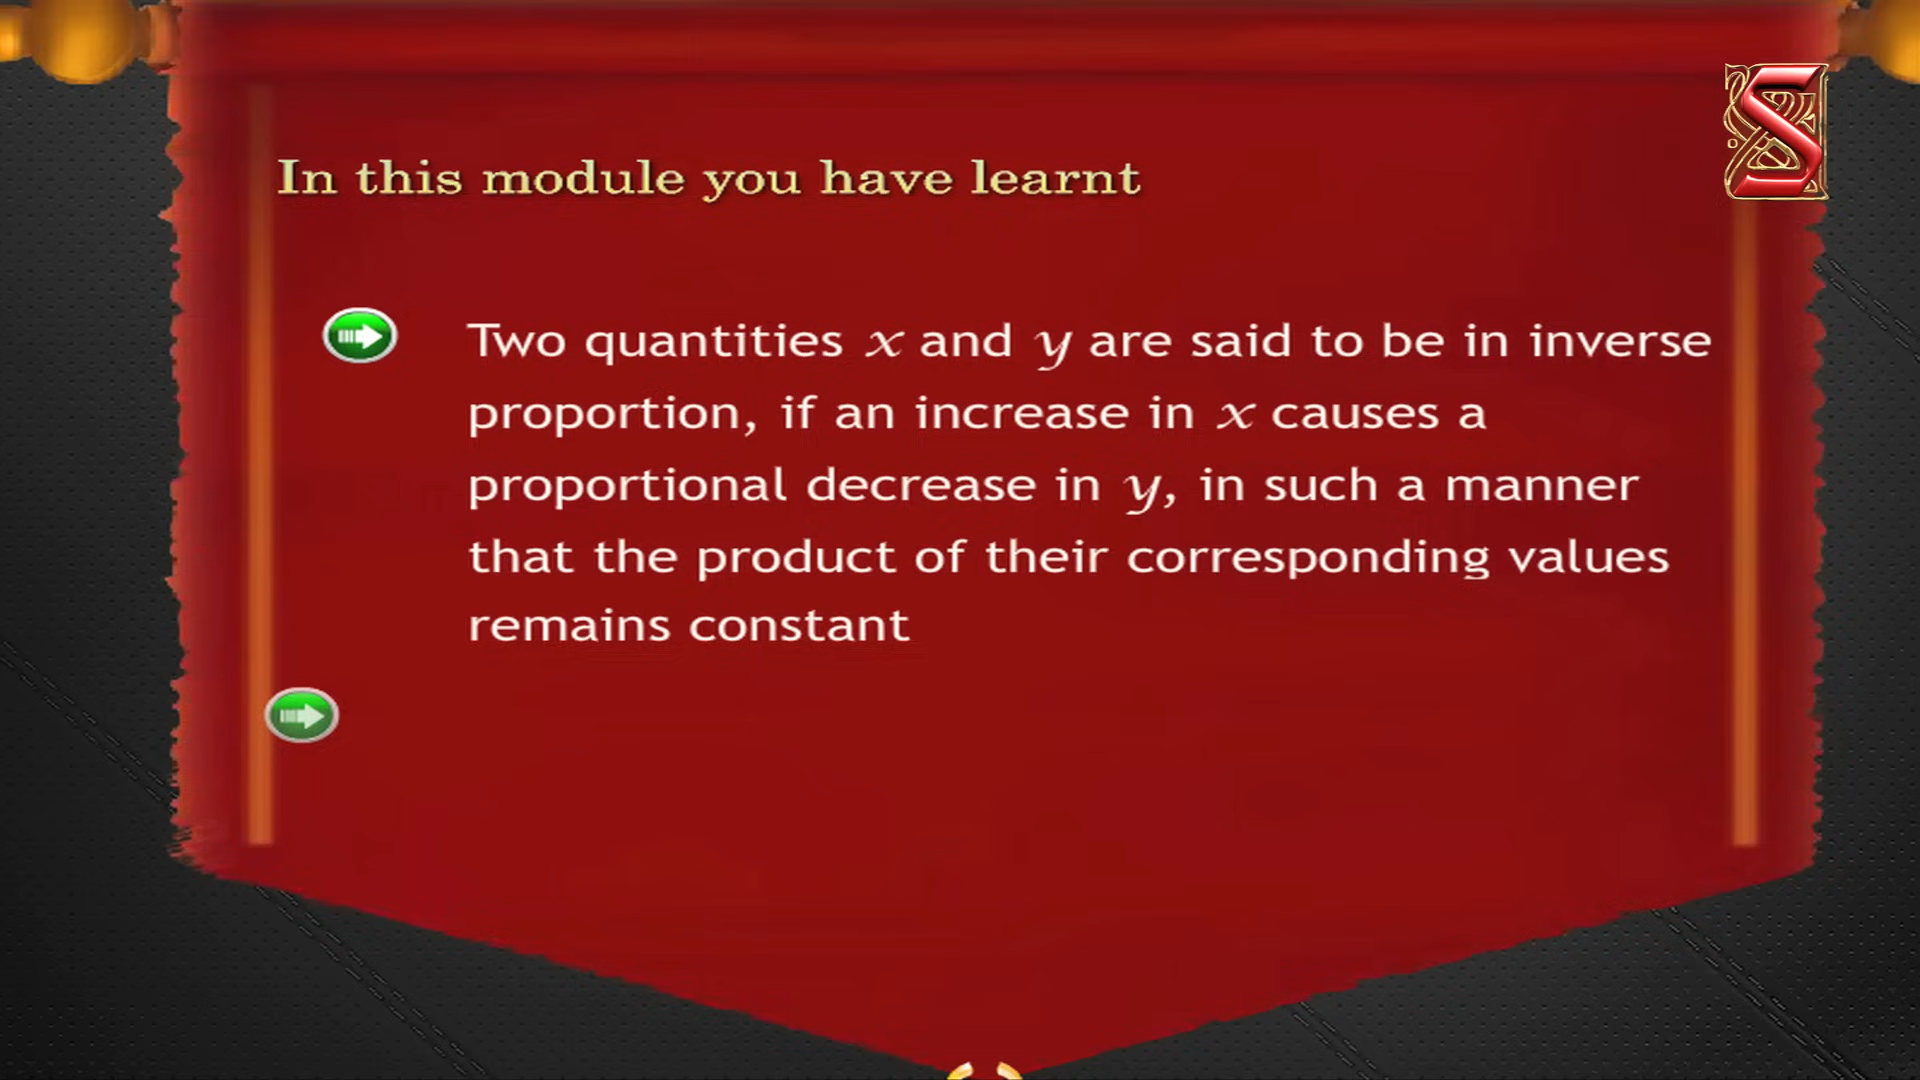 In this module you have learnt
Two quantities x and y are said to be in inverse
proportion, if an increase in x causes a
proportional decrease in y, in such a manner
that the product of their corresponding values
remains constant
S